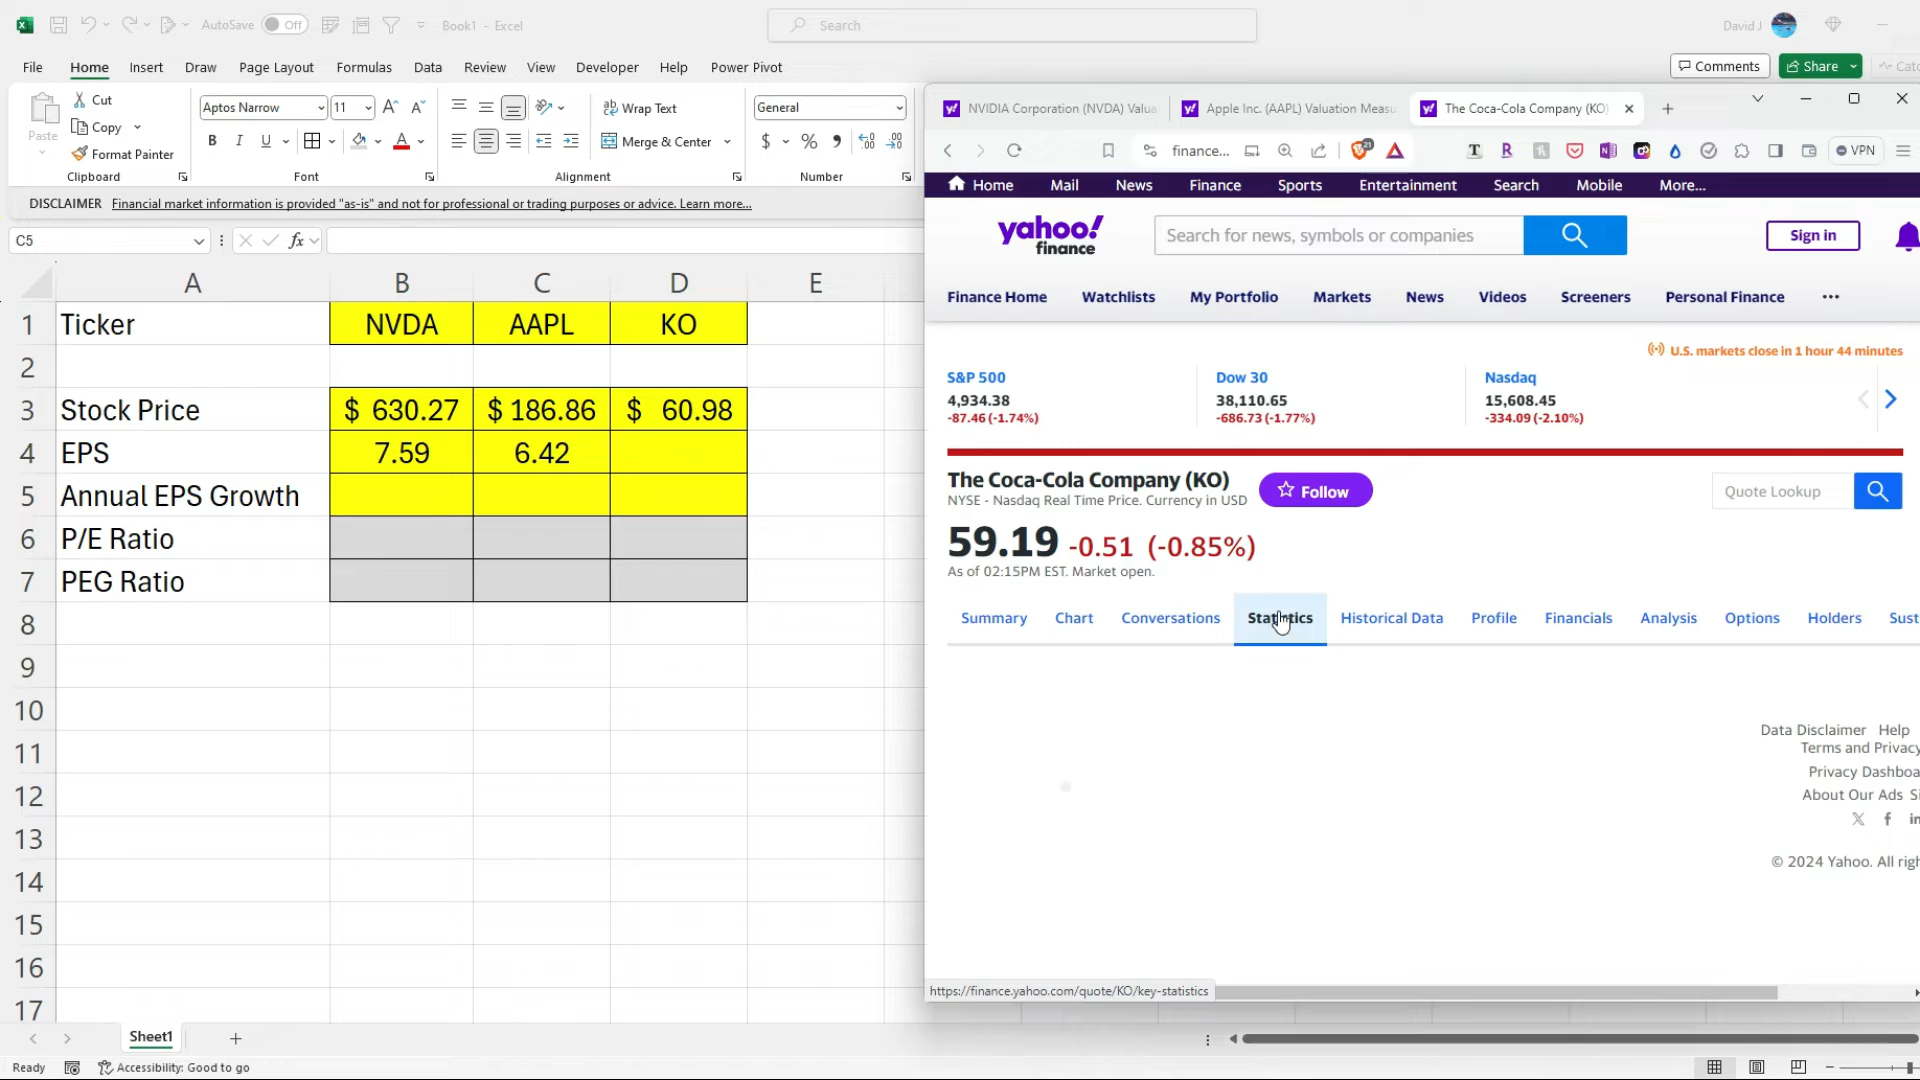 AutoSave Off Book1 - Excel Search David J
File Home Insert Draw Page Layout Formulas Data Review View Developer Help Power Pivot Comments Share
Paste Cut Copy Format Painter Clipboard
Aptos Narrow 11 B I U Font
Wrap Text Merge & Center Alignment
General $ % , Number
DISCLAIMER Financial market information is provided "as-is" and not for professional or trading purposes or advice. Learn more...
C5 fx
A B C D E
1 Ticker NVDA AAPL KO
2
3 Stock Price $ 630.27 $ 186.86 $ 60.98
4 EPS 7.59 6.42
5 Annual EPS Growth
6 P/E Ratio
7 PEG Ratio
8
9
10
11
12
13
14
15
16
17
Sheet1
Ready Accessibility: Good to go
NVIDIA Corporation (NVDA) Valua Apple Inc. (AAPL) Valuation Measu The Coca-Cola Company (KO)
finance... 21 VPN
Home Mail News Finance Sports Entertainment Search Mobile More...
yahoo! finance Search for news, symbols or companies Sign in
Finance Home Watchlists My Portfolio Markets News Videos Screeners Personal Finance
U.S. markets close in 1 hour 44 minutes
S&P 500 Dow 30 Nasdaq
4,934.38 38,110.65 15,608.45
-87.46 (-1.74%) -686.73 (-1.77%) -334.09 (-2.10%)
The Coca-Cola Company (KO) Follow Quote Lookup
NYSE - Nasdaq Real Time Price. Currency in USD
59.19 -0.51 (-0.85%)
As of 02:15PM EST. Market open.
Summary Chart Conversations Statistics Historical Data Profile Financials Analysis Options Holders Sust
Data Disclaimer Help
Terms and Privacy
Privacy Dashboa
About Our Ads Si
© 2024 Yahoo. All righ
https://finance.yahoo.com/quote/KO/key-statistics